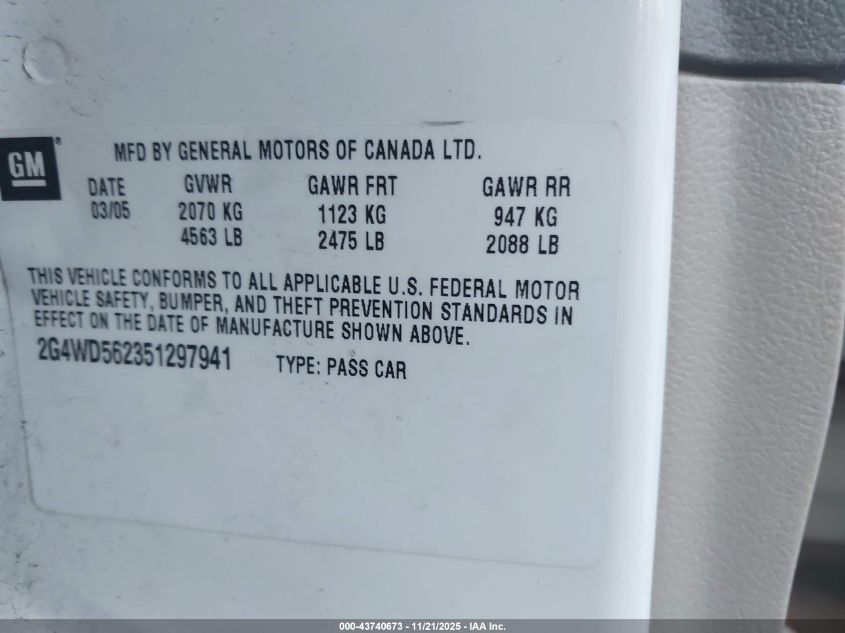 GM®
MFD BY GENERAL MOTORS OF CANADA LTD.
DATE GVWR GAWR FRT GAWR RR
03/05 2070 KG 1123 KG 947 KG
4563 LB 2475 LB 2088 LB
THIS VEHICLE CONFORMS TO ALL APPLICABLE U.S. FEDERAL MOTOR
VEHICLE SAFETY, BUMPER, AND THEFT PREVENTION STANDARDS IN
EFFECT ON THE DATE OF MANUFACTURE SHOWN ABOVE.
2G4WD562351297941 TYPE: PASS CAR
000-43740673 - 11/21/2025 - IAA Inc.